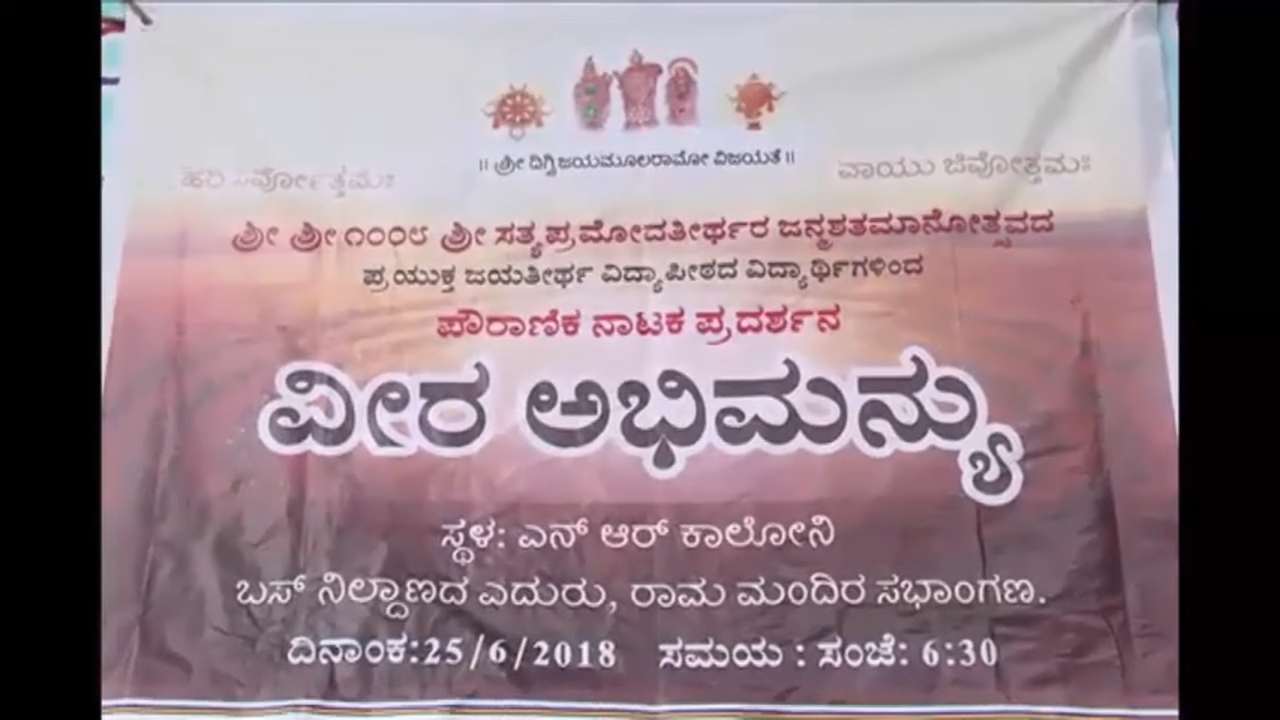 || ಶ್ರೀ ದಿಗ್ವಿಜಯಮೂಲರಾಮೋ ವಿಜಯತೆ ||
ಹರಿ ಸರ್ವೋತ್ತಮಃ ವಾಯು ಜಿವೋತ್ತಮಃ
ಶ್ರೀ ಶ್ರೀ ೧೦೦೮ ಶ್ರೀ ಸತ್ಯಪ್ರಮೋದತೀರ್ಥರ ಜನ್ಮಶತಮಾನೋತ್ಸವದ
ಪ್ರಯುಕ್ತ ಜಯತೀರ್ಥ ವಿದ್ಯಾಪೀಠದ ವಿದ್ಯಾರ್ಥಿಗಳಿಂದ
ಪೌರಾಣಿಕ ನಾಟಕ ಪ್ರದರ್ಶನ
ವೀರ ಅಭಿಮನ್ಯು
ಸ್ಥಳ: ಎನ್ ಆರ್ ಕಾಲೋನಿ
ಬಸ್ ನಿಲ್ದಾಣದ ಎದುರು, ರಾಮ ಮಂದಿರ ಸಭಾಂಗಣ.
ದಿನಾಂಕ:25/6/2018 ಸಮಯ : ಸಂಜೆ: 6:30